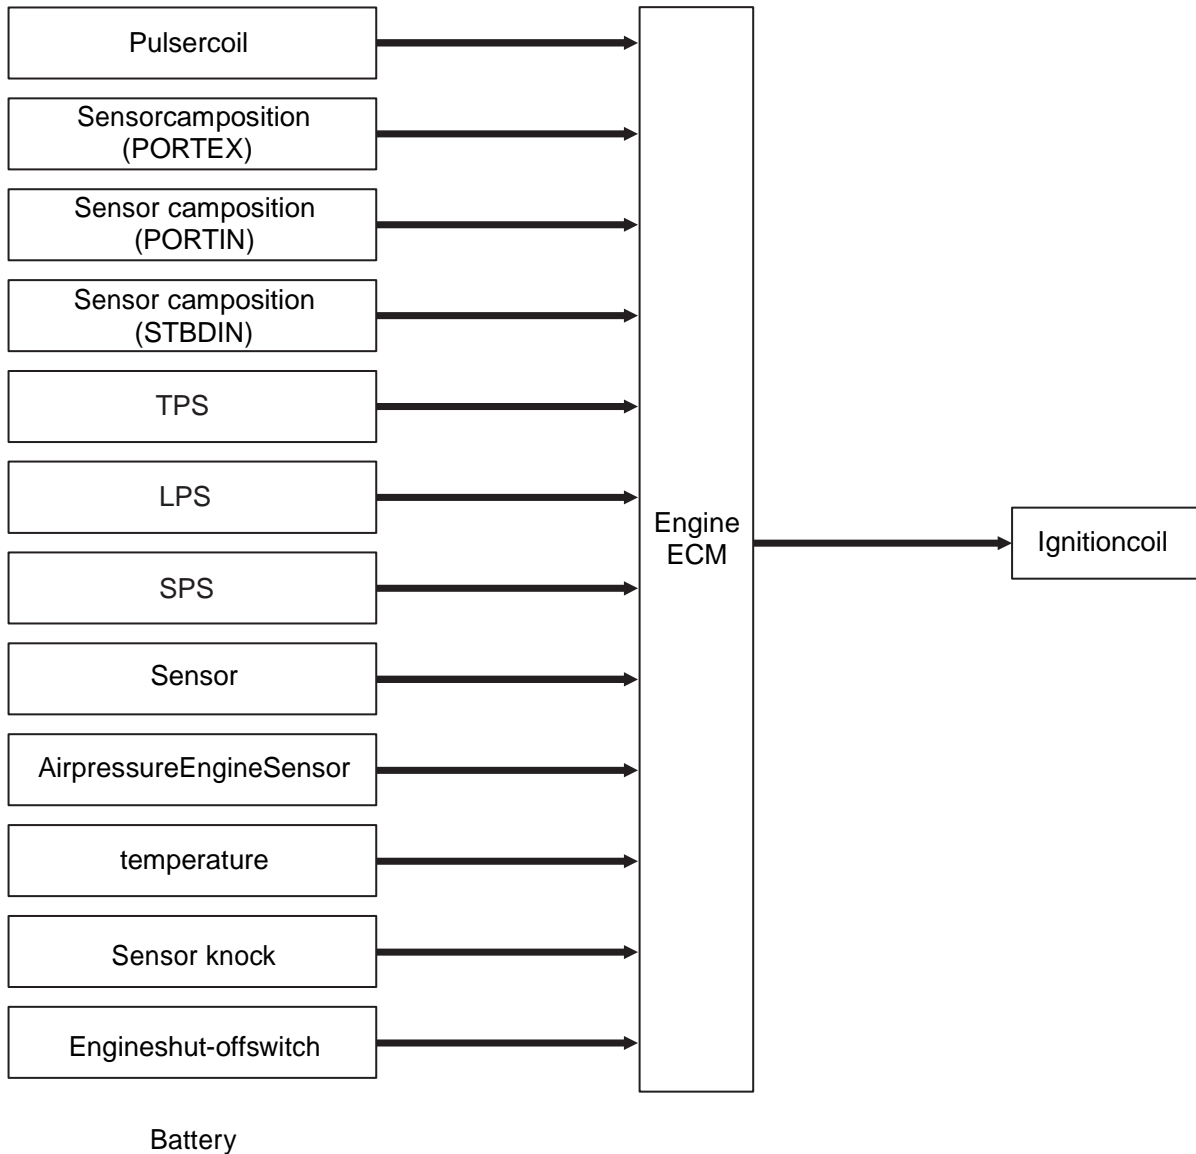 Pulsercoil
Sensorcamposition
(PORTEX)
Sensor camposition
(PORTIN)
Sensor camposition
(STBDIN)
TPS
LPS
SPS
Sensor
AirpressureEngineSensor
temperature
Sensor knock
Engineshut-offswitch
Battery
Engine
ECM
Ignitioncoil